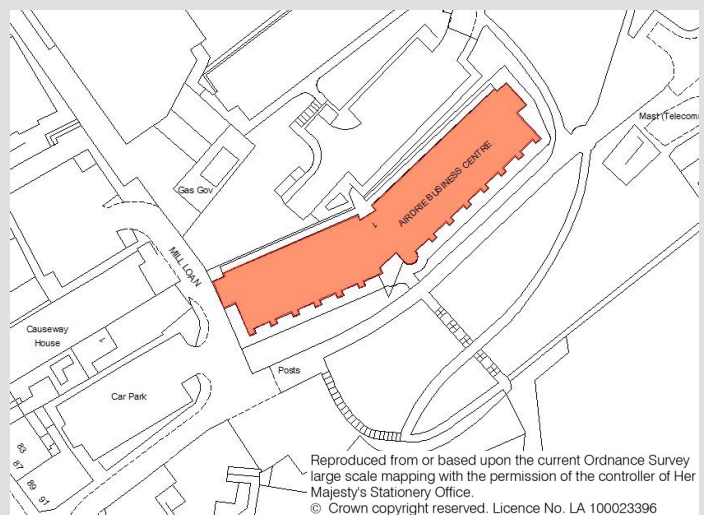 Mast (Telecom
AIRDRIE BUSINESS CENTRE
1
Gas Gov
MILL LOAN
Causeway
House
1
Posts
Car Park
83
87
89
91
Reproduced from or based upon the current Ordnance Survey
large scale mapping with the permission of the controller of Her
Majesty's Stationery Office.
© Crown copyright reserved. Licence No. LA 100023396